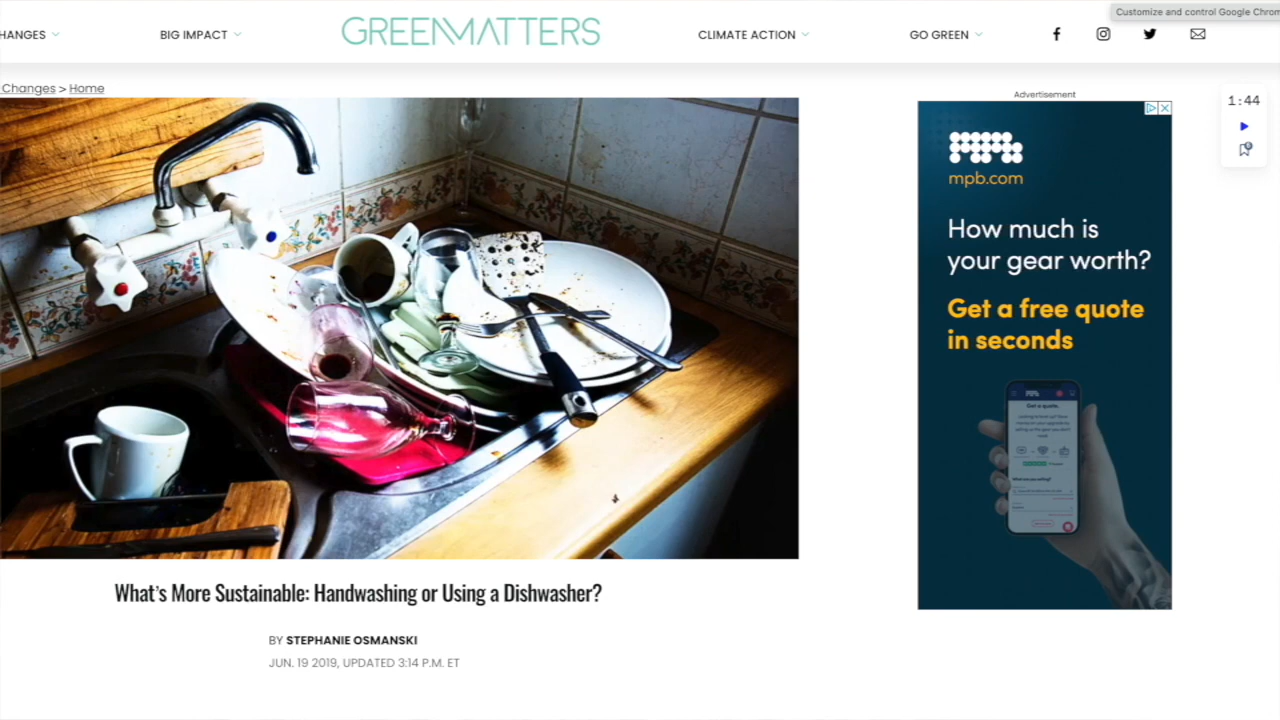 Customize and control Google Chrom
HANGES
BIG IMPACT
GREENMATTERS
CLIMATE ACTION
GO GREEN
Changes > Home
Advertisement
1:44
mpb.com
How much is
your gear worth?
Get a free quote
in seconds
Get a quote.
What's More Sustainable: Handwashing or Using a Dishwasher?
BY STEPHANIE OSMANSKI
JUN. 19 2019, UPDATED 3:14 P.M. ET